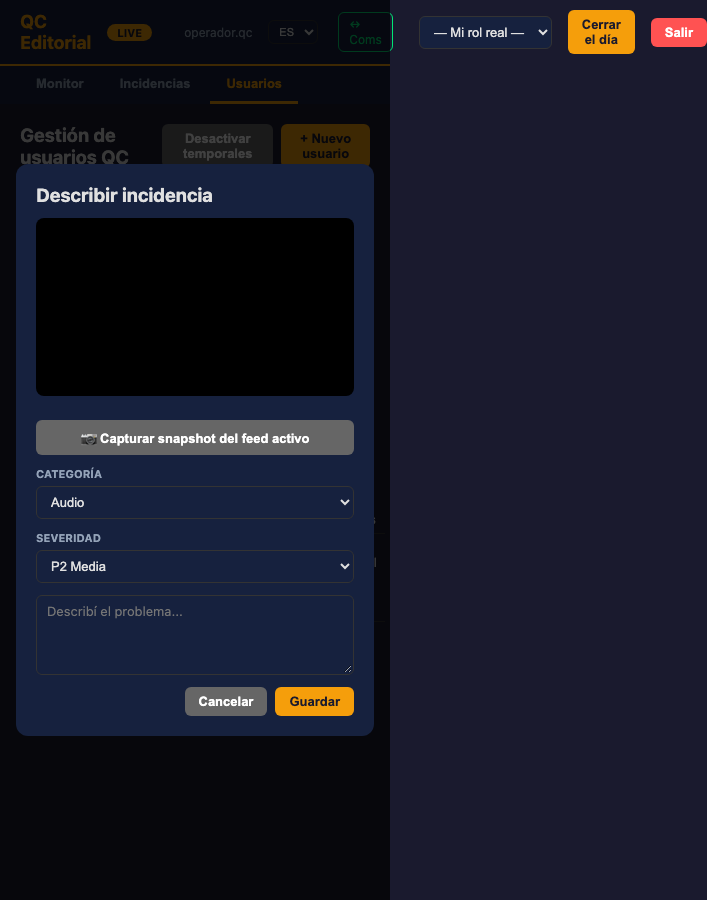 QC
Editorial
LIVE
operador.qc
ES
⇔
Coms
— Mi rol real —
Cerrar
el día
Salir
Monitor
Incidencias
Usuarios
Gestión de
usuarios QC
Desactivar
temporales
+ Nuevo
usuario
Describir incidencia
📷 Capturar snapshot del feed activo
CATEGORÍA
Audio
SEVERIDAD
P2 Media
Describí el problema...
Cancelar
Guardar